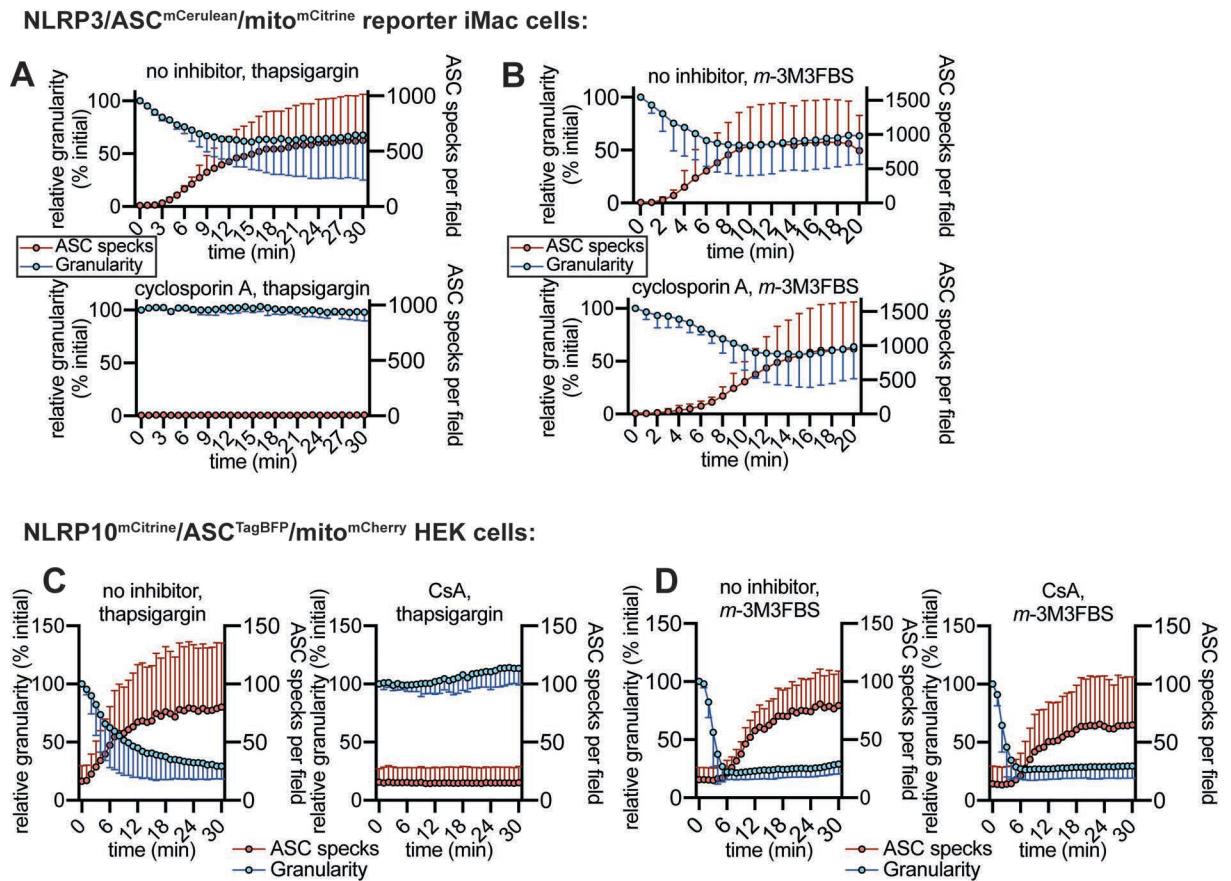 NLRP3/ASCmCerulean/mitomCitrine reporter iMac cells:
A
no inhibitor, thapsigargin
relative granularity
(% initial)
100
50
0
1000
500
0
ASC specks
per field
0 3 6 9 12 15 18 21 24 27 30
time (min)
ASC specks
Granularity
cyclosporin A, thapsigargin
relative granularity
(% initial)
100
50
0
1000
500
0
ASC specks
per field
0 3 6 9 12 15 18 21 24 27 30
time (min)
B
no inhibitor, m-3M3FBS
relative granularity
(% initial)
100
50
0
1500
1000
500
0
ASC specks
per field
0 2 4 6 8 10 12 14 16 18 20
time (min)
ASC specks
Granularity
cyclosporin A, m-3M3FBS
relative granularity
(% initial)
100
50
0
1500
1000
500
0
ASC specks
per field
0 2 4 6 8 10 12 14 16 18 20
time (min)
NLRP10mCitrine/ASCTagBFP/mitomCherry HEK cells:
C
no inhibitor,
thapsigargin
relative granularity (% initial)
150
100
50
0
150
100
50
0
ASC specks per field
0 6 12 18 24 30
time (min)
CsA,
thapsigargin
relative granularity (% initial)
150
100
50
0
150
100
50
0
ASC specks per field
0 6 12 18 24 30
time (min)
ASC specks
Granularity
D
no inhibitor,
m-3M3FBS
relative granularity (% initial)
150
100
50
0
150
100
50
0
ASC specks per field
0 6 12 18 24 30
time (min)
CsA,
m-3M3FBS
relative granularity (% initial)
150
100
50
0
150
100
50
0
ASC specks per field
0 6 12 18 24 30
time (min)
ASC specks
Granularity